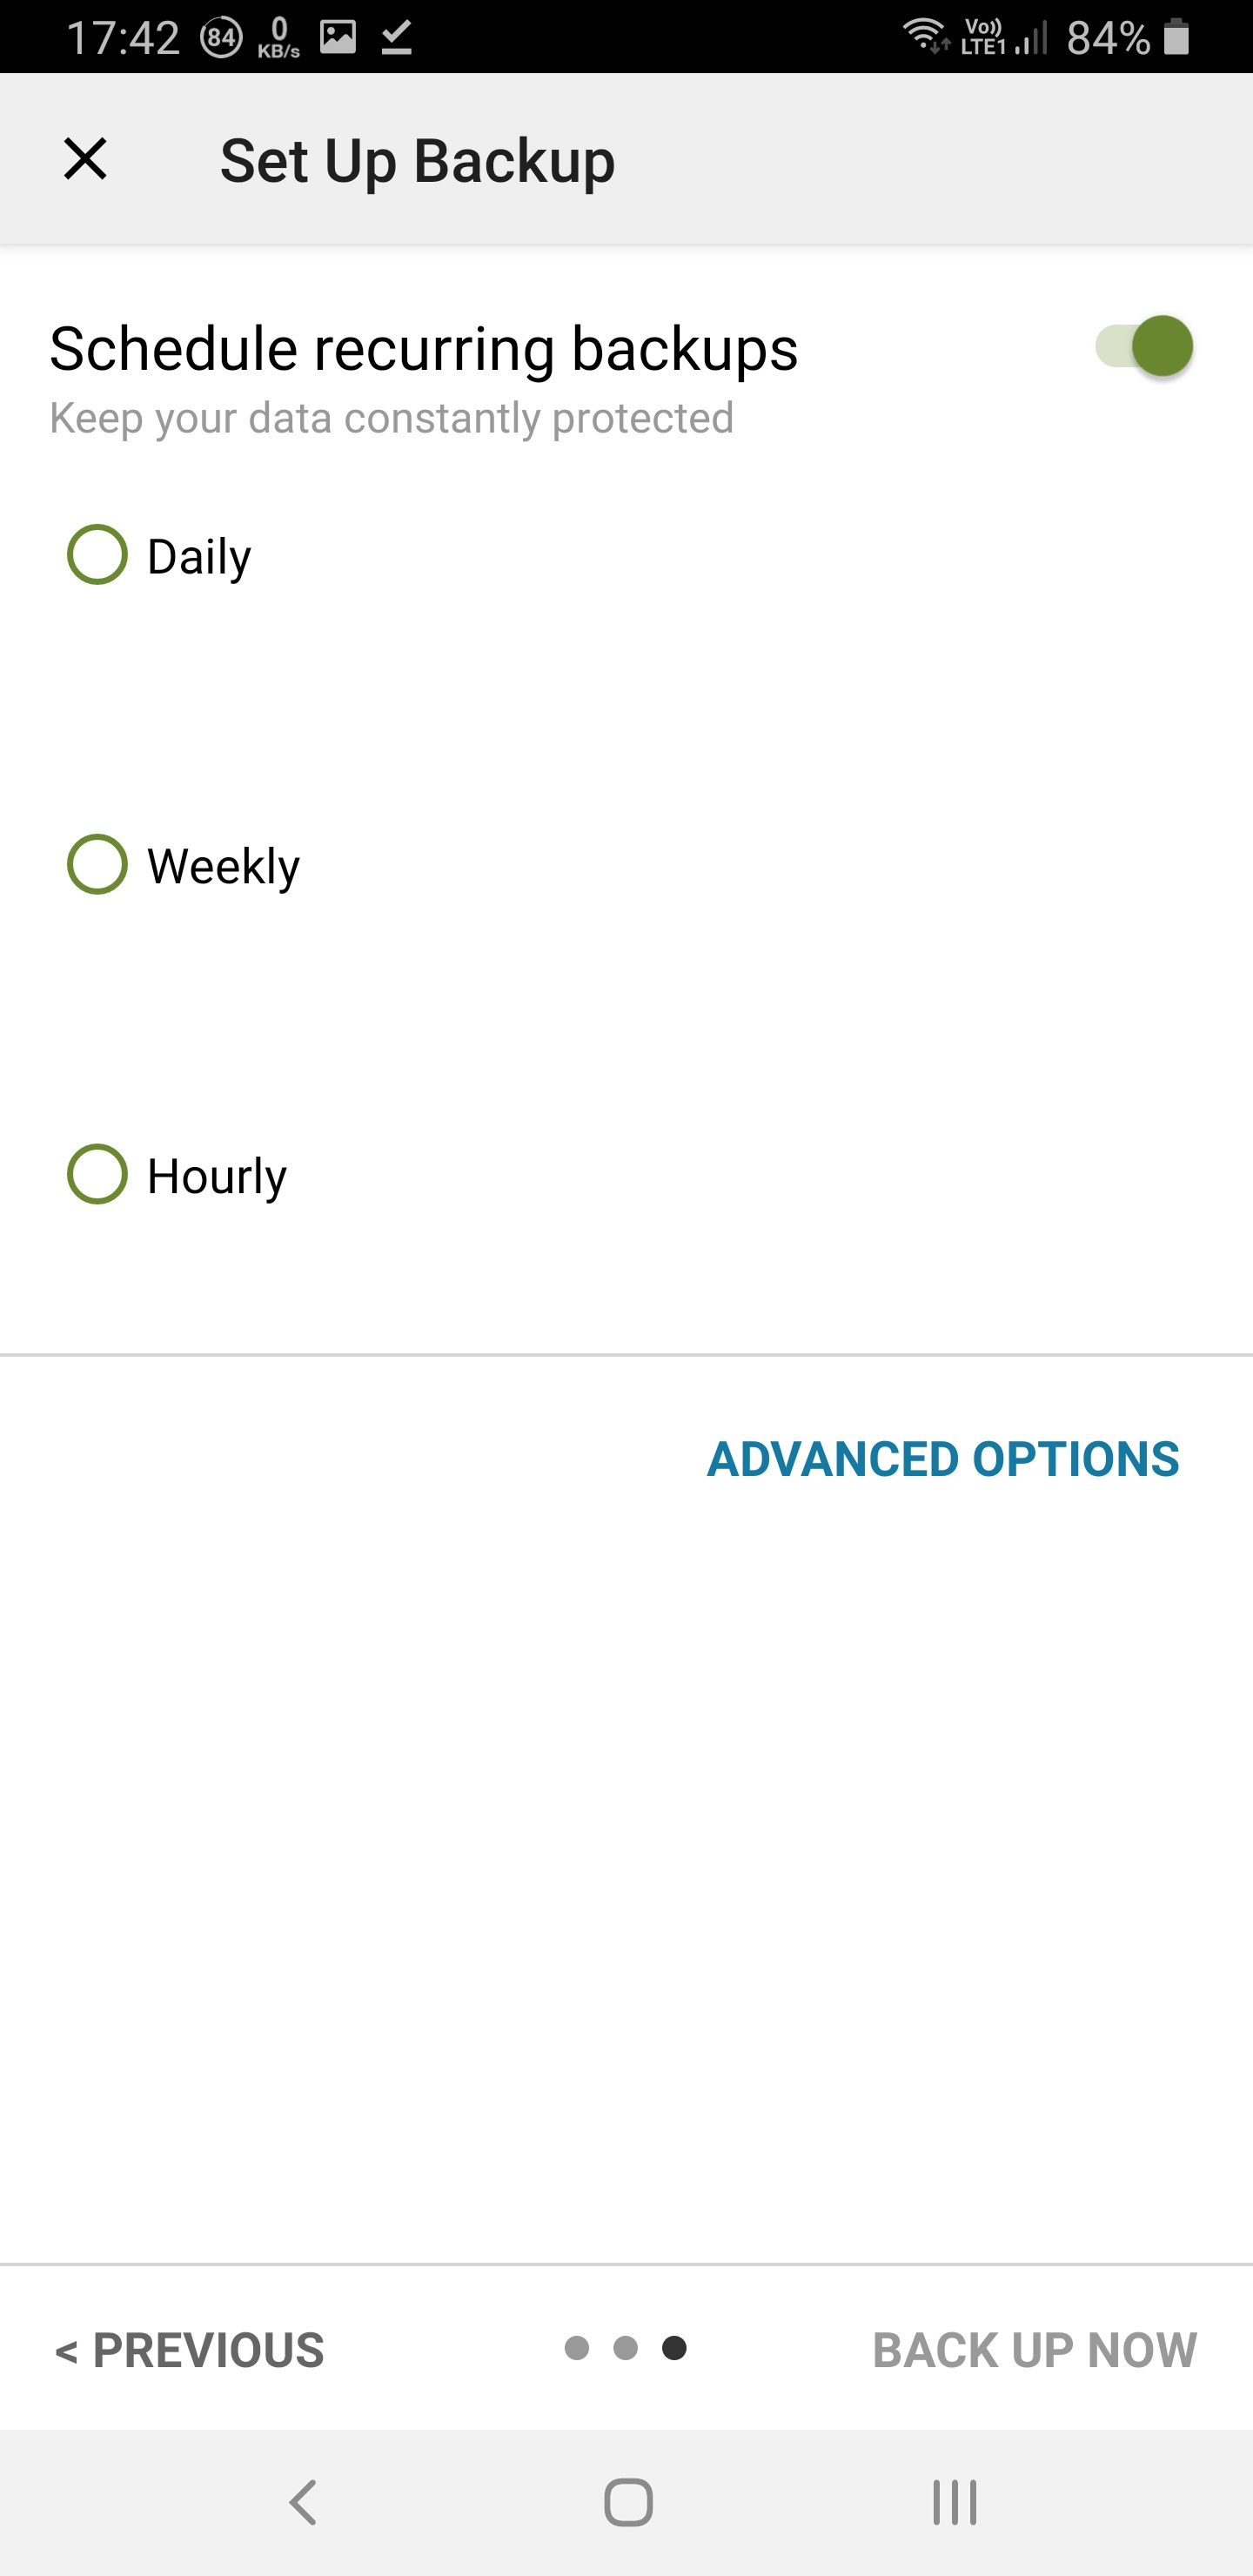 17:42 84 0 KB/s Vo)) LTE1 84%
Set Up Backup
Schedule recurring backups
Keep your data constantly protected
Daily
Weekly
Hourly
ADVANCED OPTIONS
< PREVIOUS BACK UP NOW